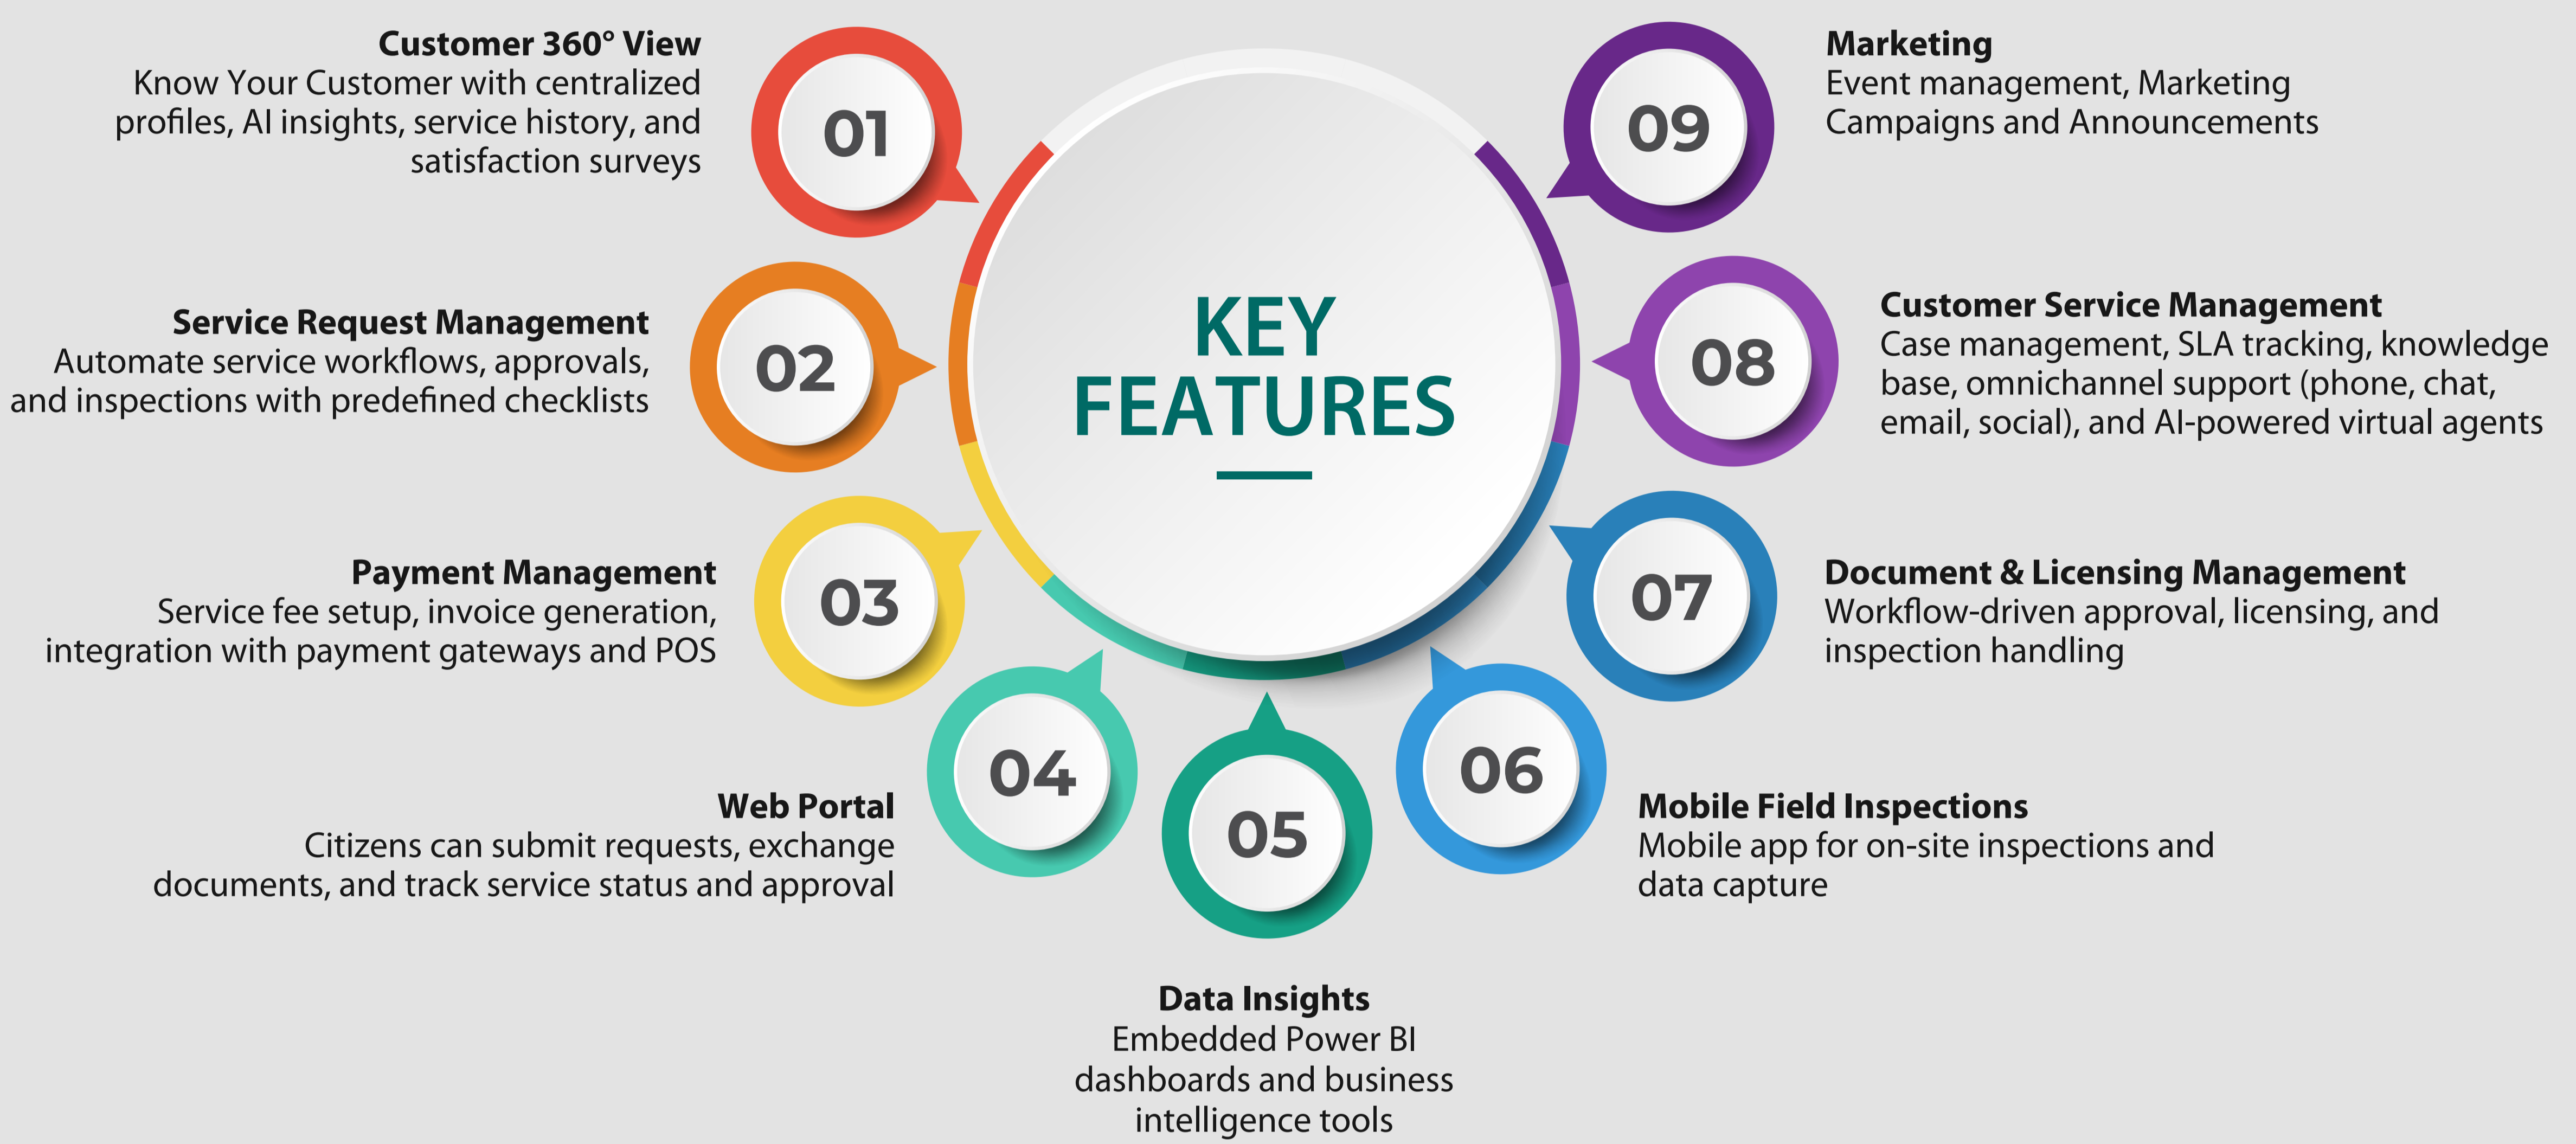 KEY
FEATURES
01
Customer 360° View
Know Your Customer with centralized
profiles, AI insights, service history, and
satisfaction surveys
02
Service Request Management
Automate service workflows, approvals,
and inspections with predefined checklists
03
Payment Management
Service fee setup, invoice generation,
integration with payment gateways and POS
04
Web Portal
Citizens can submit requests, exchange
documents, and track service status and approval
05
Data Insights
Embedded Power BI
dashboards and business
intelligence tools
06
Mobile Field Inspections
Mobile app for on-site inspections and
data capture
07
Document & Licensing Management
Workflow-driven approval, licensing, and
inspection handling
08
Customer Service Management
Case management, SLA tracking, knowledge
base, omnichannel support (phone, chat,
email, social), and AI-powered virtual agents
09
Marketing
Event management, Marketing
Campaigns and Announcements